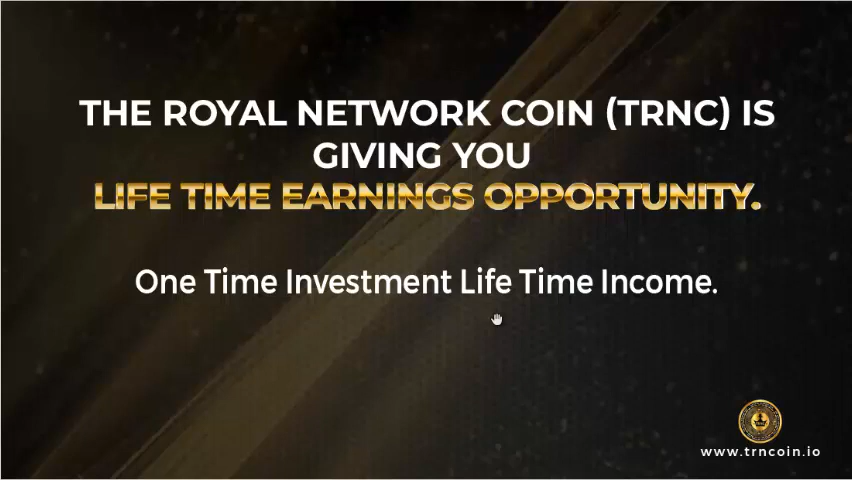 THE ROYAL NETWORK COIN (TRNC) IS
GIVING YOU
LIFE TIME EARNINGS OPPORTUNITY.
One Time Investment Life Time Income.
www.trncoin.io